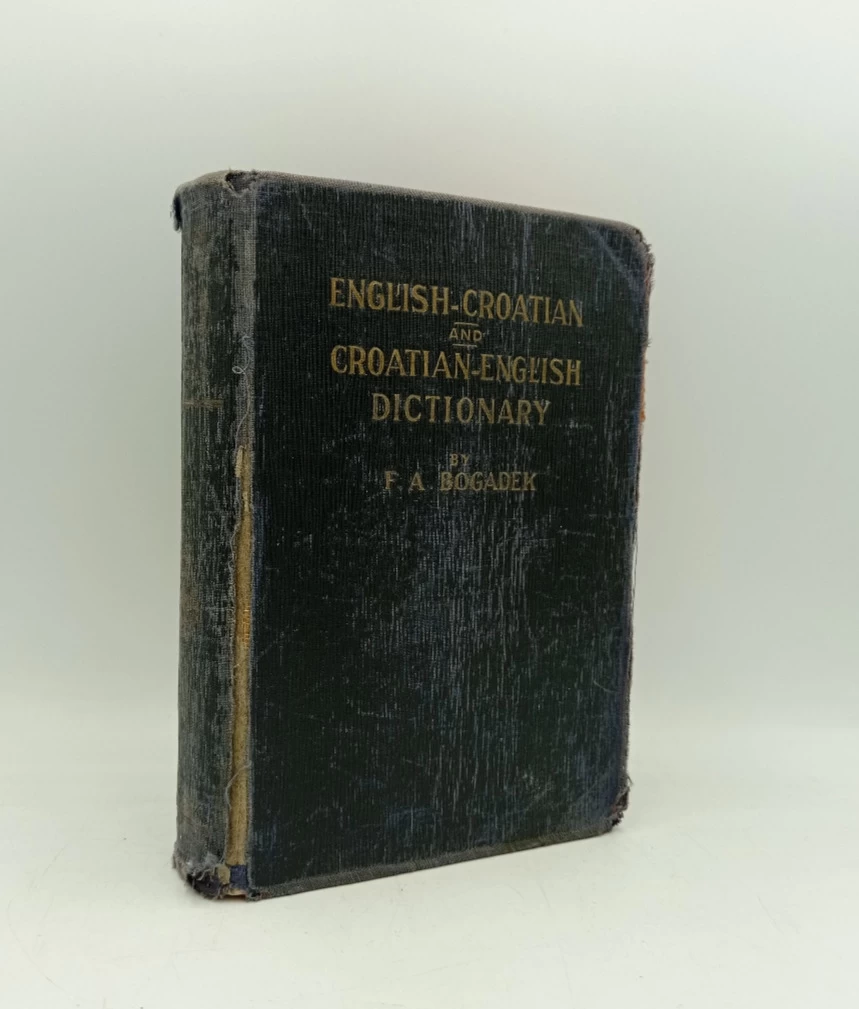 ENGLISH-CROATIAN
AND
CROATIAN-ENGLISH
DICTIONARY
BY
F. A. BOGADEK